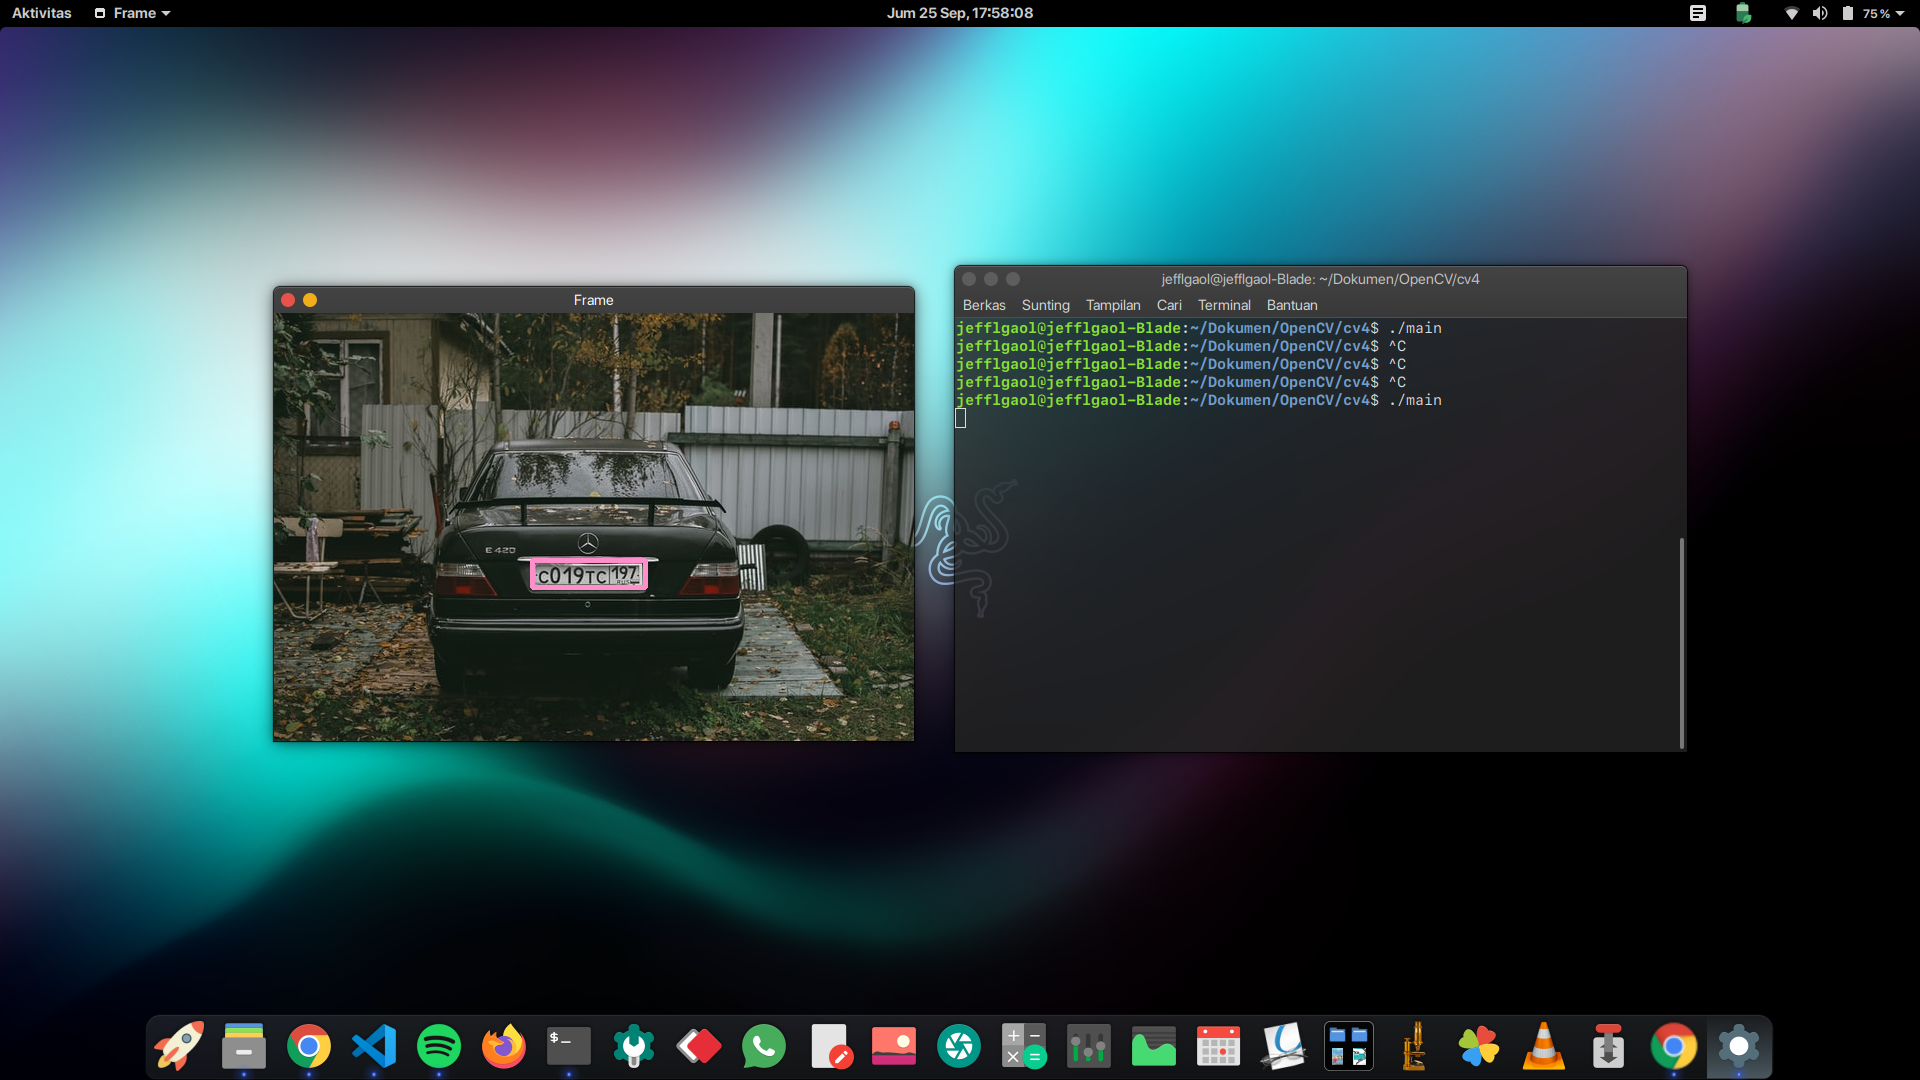 Aktivitas Frame Jum 25 Sep, 17:58:08 75 %
Frame
E 420
С019ТС 197
jefflgaol@jefflgaol-Blade: ~/Dokumen/OpenCV/cv4
Berkas Sunting Tampilan Cari Terminal Bantuan
jefflgaol@jefflgaol-Blade:~/Dokumen/OpenCV/cv4$ ./main
jefflgaol@jefflgaol-Blade:~/Dokumen/OpenCV/cv4$ ^C
jefflgaol@jefflgaol-Blade:~/Dokumen/OpenCV/cv4$ ^C
jefflgaol@jefflgaol-Blade:~/Dokumen/OpenCV/cv4$ ^C
jefflgaol@jefflgaol-Blade:~/Dokumen/OpenCV/cv4$ ./main
$_